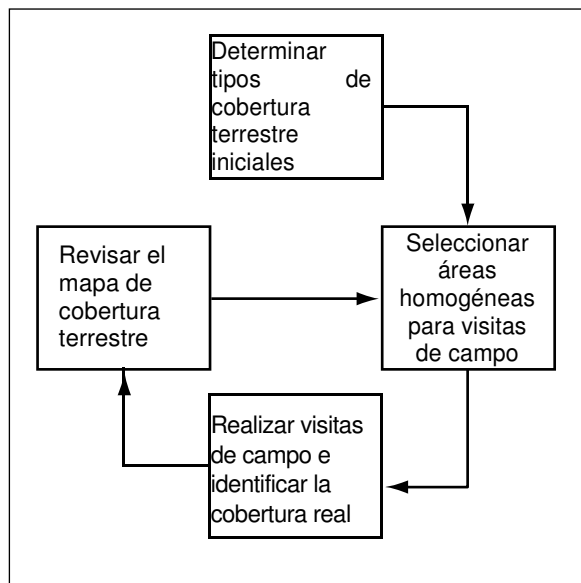 Determinar
tipos de
cobertura
terrestre
iniciales
Seleccionar
áreas
homogéneas
para visitas
de campo
Realizar visitas
de campo e
identificar la
cobertura real
Revisar el
mapa de
cobertura
terrestre